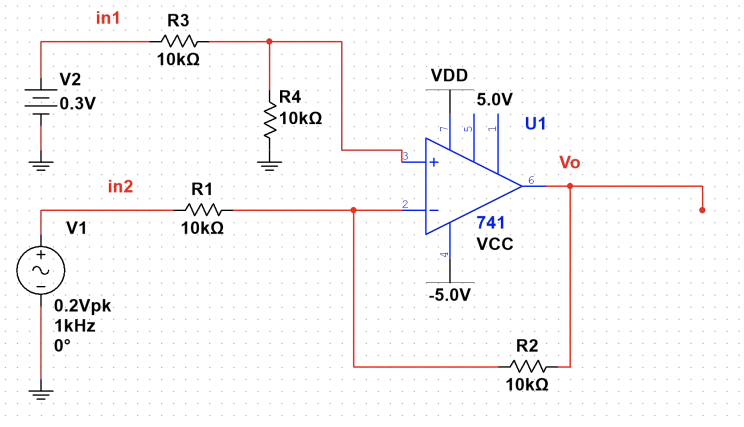 in1
R3
10kΩ
V2
0.3V
R4
10kΩ
VDD
5.0V
U1
7
5
1
3
+
Vo
6
in2
R1
10kΩ
2
−
741
VCC
4
-5.0V
V1
+
−
0.2Vpk
1kHz
0°
R2
10kΩ